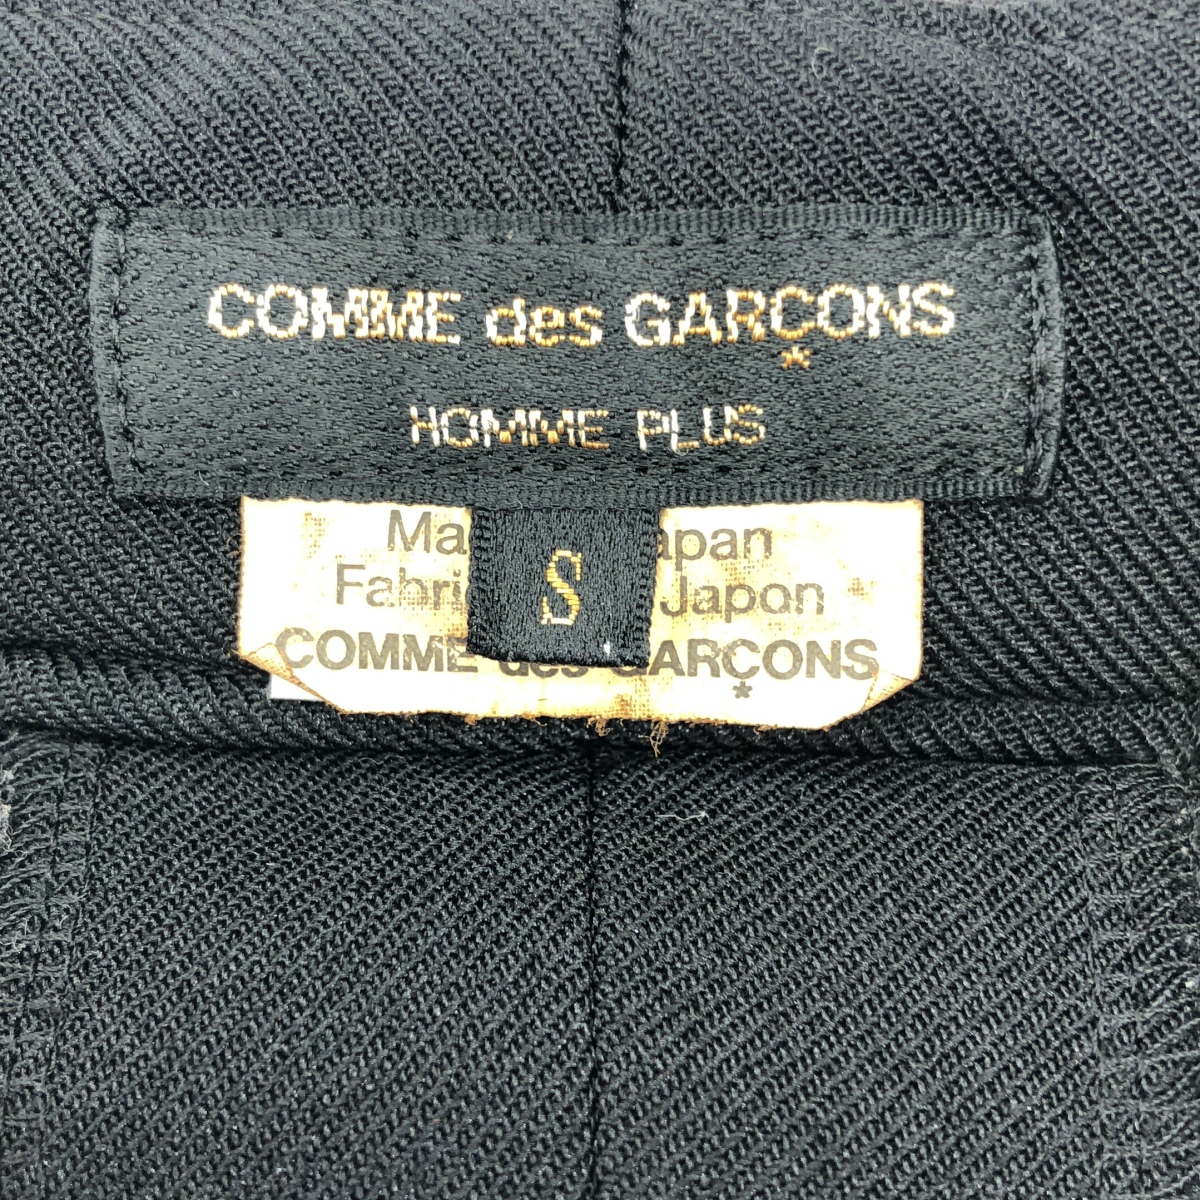 COMME des GARÇONS
*
HOMME PLUS
S
Ma apan
Fabri Japon
COMME des GARÇONS
*